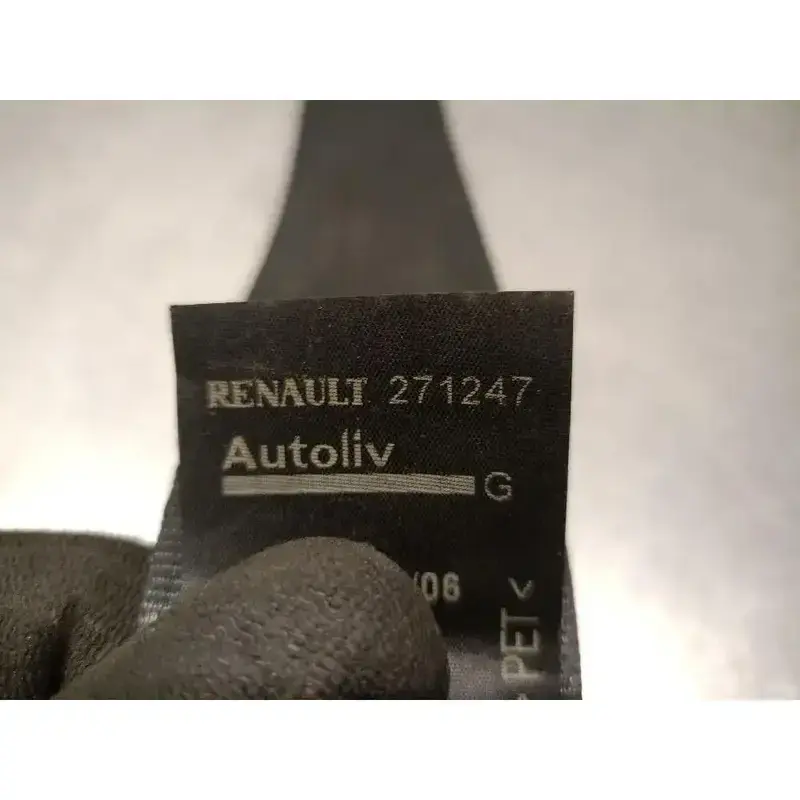 RENAULT 271247
Autoliv
G
/06
>PET<